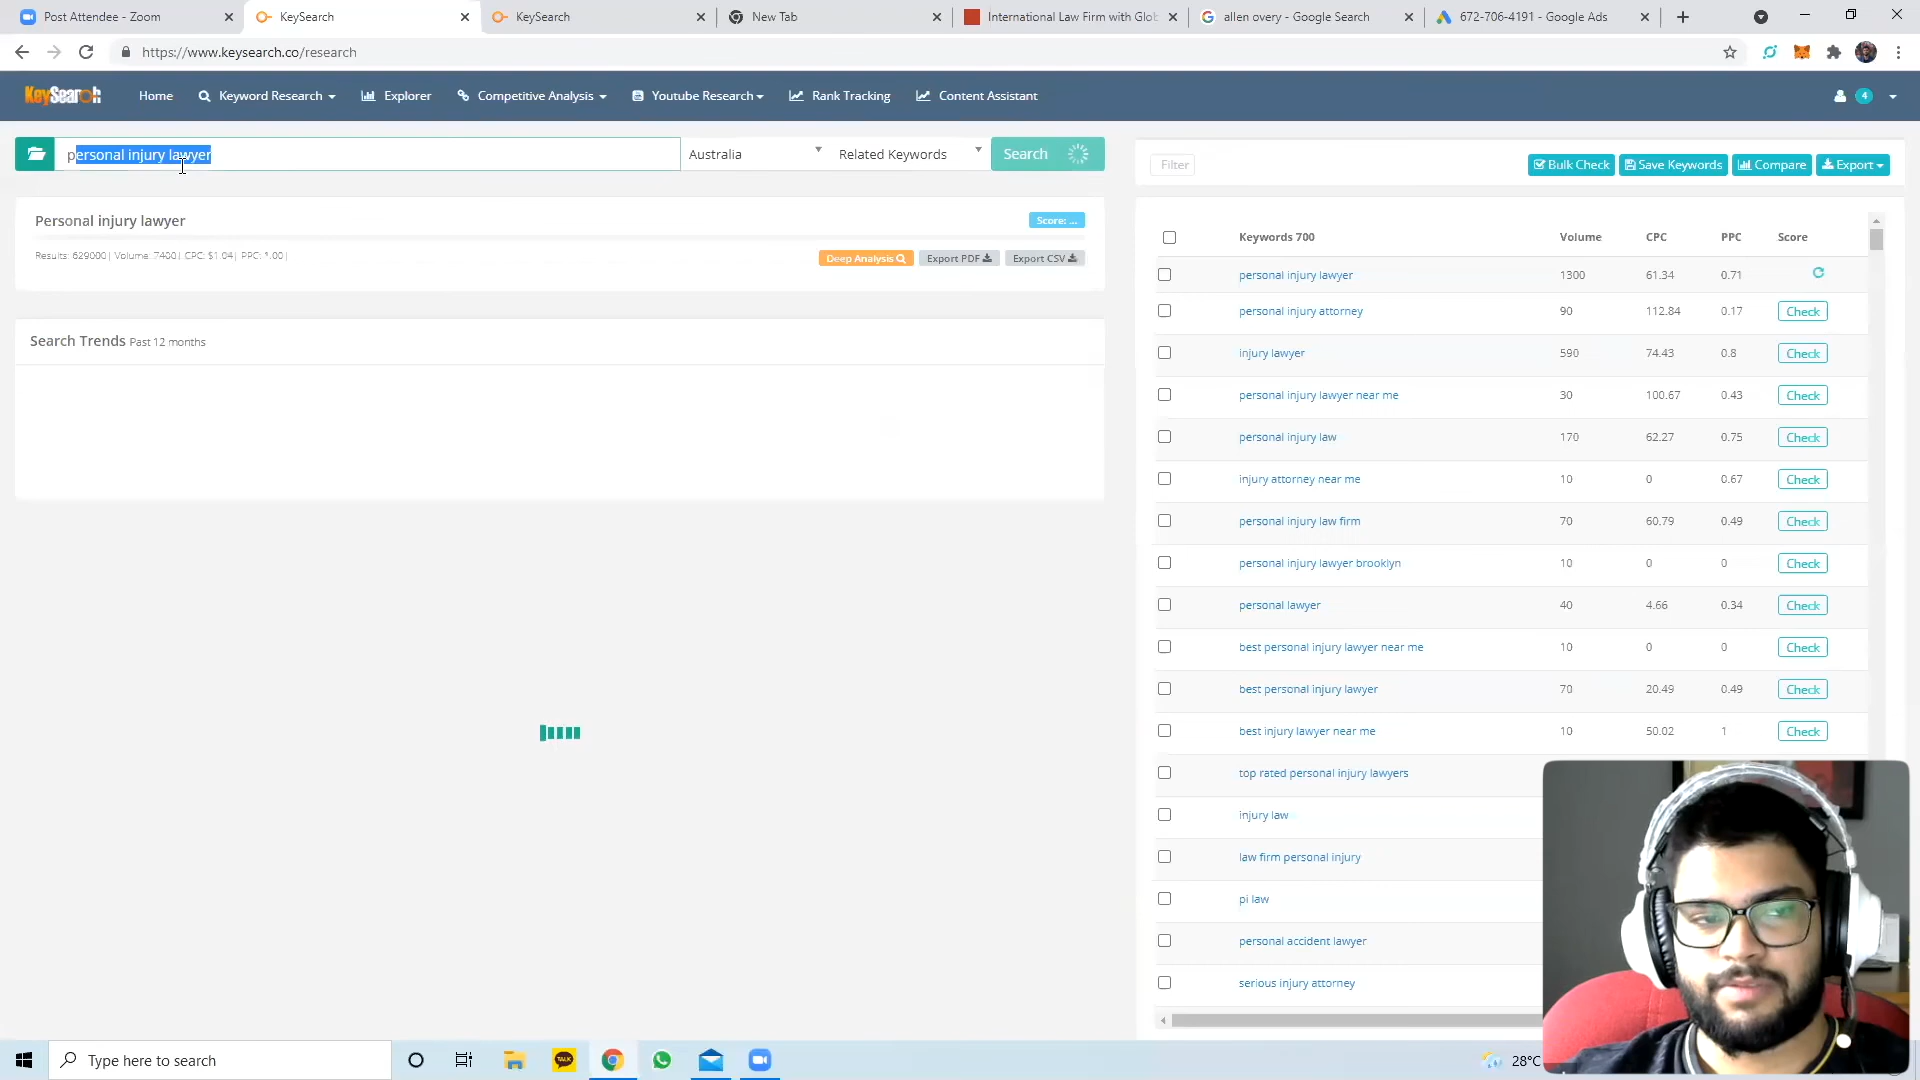 Post Attendee - Zoom
KeySearch
KeySearch
New Tab
International Law Firm with Glob
allen overy - Google Search
672-706-4191 - Google Ads
https://www.keysearch.co/research
KeySearch
Home
Keyword Research
Explorer
Competitive Analysis
Youtube Research
Rank Tracking
Content Assistant
4
personal injury lawyer
Australia
Related Keywords
Search
Personal injury lawyer
Score: ...
Results: 629000| Volume: 7400| CPC: $1.04| PPC: 1.00|
Deep Analysis
Export PDF
Export CSV
Search Trends Past 12 months
Filter
Bulk Check
Save Keywords
Compare
Export
Keywords 700 Volume CPC PPC Score
personal injury lawyer 1300 61.34 0.71
personal injury attorney 90 112.84 0.17 Check
injury lawyer 590 74.43 0.8 Check
personal injury lawyer near me 30 100.67 0.43 Check
personal injury law 170 62.27 0.75 Check
injury attorney near me 10 0 0.67 Check
personal injury law firm 70 60.79 0.49 Check
personal injury lawyer brooklyn 10 0 0 Check
personal lawyer 40 4.66 0.34 Check
best personal injury lawyer near me 10 0 0 Check
best personal injury lawyer 70 20.49 0.49 Check
best injury lawyer near me 10 50.02 1 Check
top rated personal injury lawyers
injury law
law firm personal injury
pi law
personal accident lawyer
serious injury attorney
Type here to search
TALK
28°C